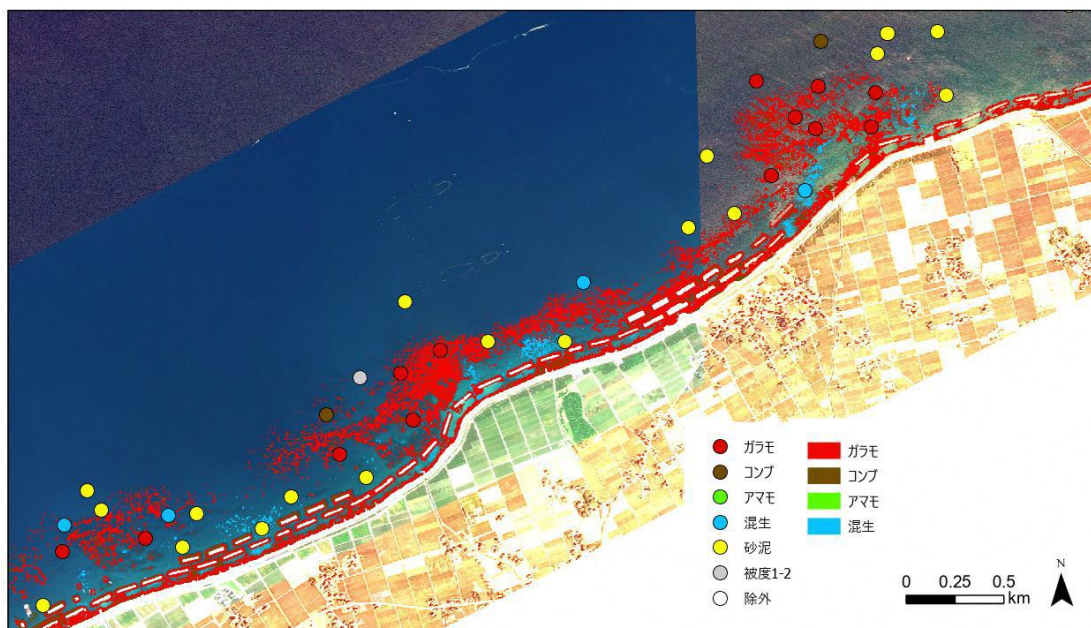 ガラモ
コンブ
アマモ
混生
砂泥
被度1-2
除外
ガラモ
コンブ
アマモ
混生
0 0.25 0.5
km
N